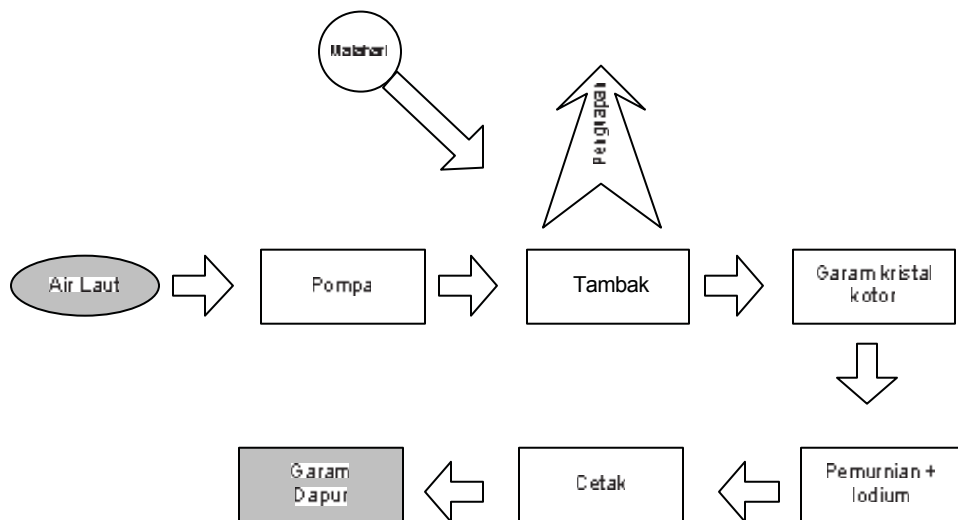 Matahari
Penguapan
Air Laut
Pompa
Tambak
Garam kristal
kotor
Pemurnian +
Iodium
Cetak
Garam
Dapur